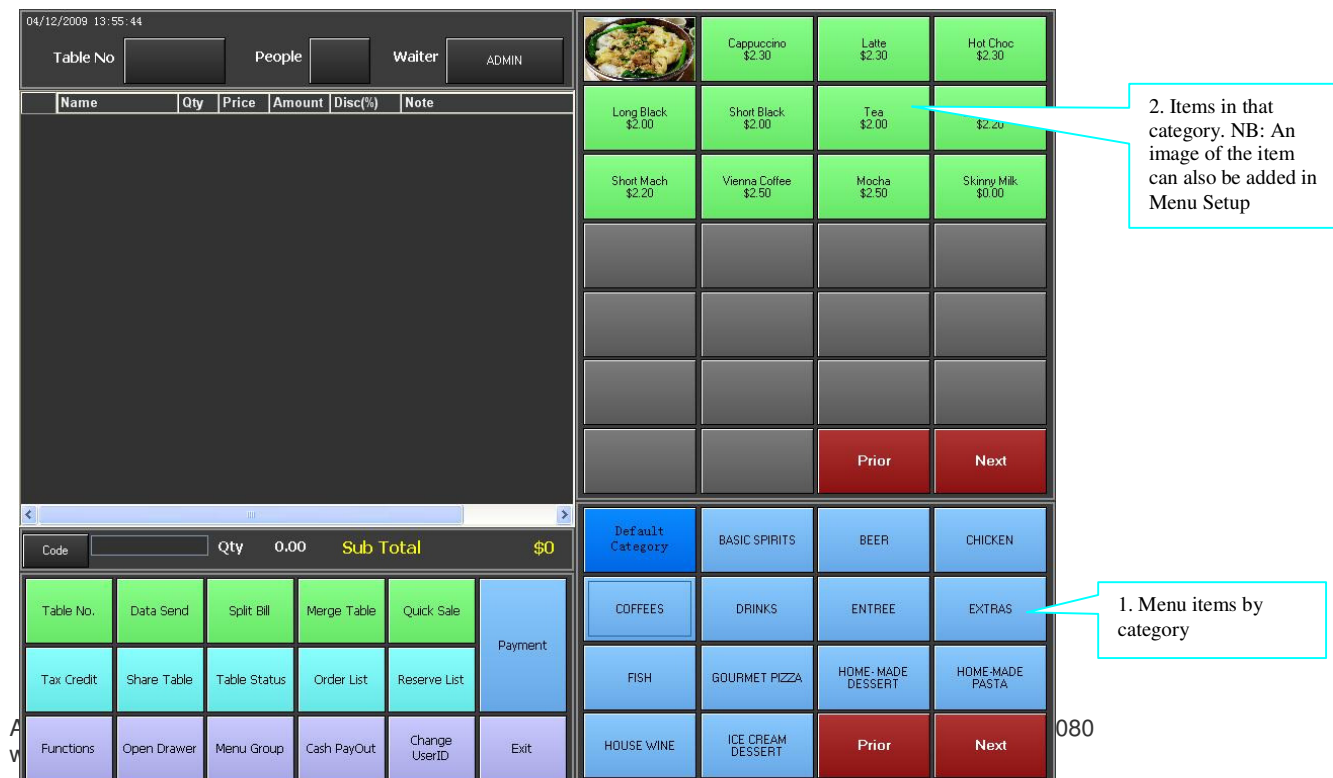 04/12/2009 13:55:44
Table No
People
Waiter
ADMIN
Name Qty Price Amount Disc(%) Note
Code
Qty 0.00
Sub Total
$0
Table No.
Data Send
Split Bill
Merge Table
Quick Sale
Payment
Tax Credit
Share Table
Table Status
Order List
Reserve List
Functions
Open Drawer
Menu Group
Cash PayOut
Change
UserID
Exit
Cappuccino
$2.30
Latte
$2.30
Hot Choc
$2.30
Long Black
$2.00
Short Black
$2.00
Tea
$2.00
$2.20
Short Mach
$2.20
Vienna Coffee
$2.50
Mocha
$2.50
Skinny Milk
$0.00
Prior
Next
Default
Category
BASIC SPIRITS
BEER
CHICKEN
COFFEES
DRINKS
ENTREE
EXTRAS
FISH
GOURMET PIZZA
HOME-MADE
DESSERT
HOME-MADE
PASTA
HOUSE WINE
ICE CREAM
DESSERT
Prior
Next
2. Items in that
category. NB: An
image of the item
can also be added in
Menu Setup
1. Menu items by
category
080